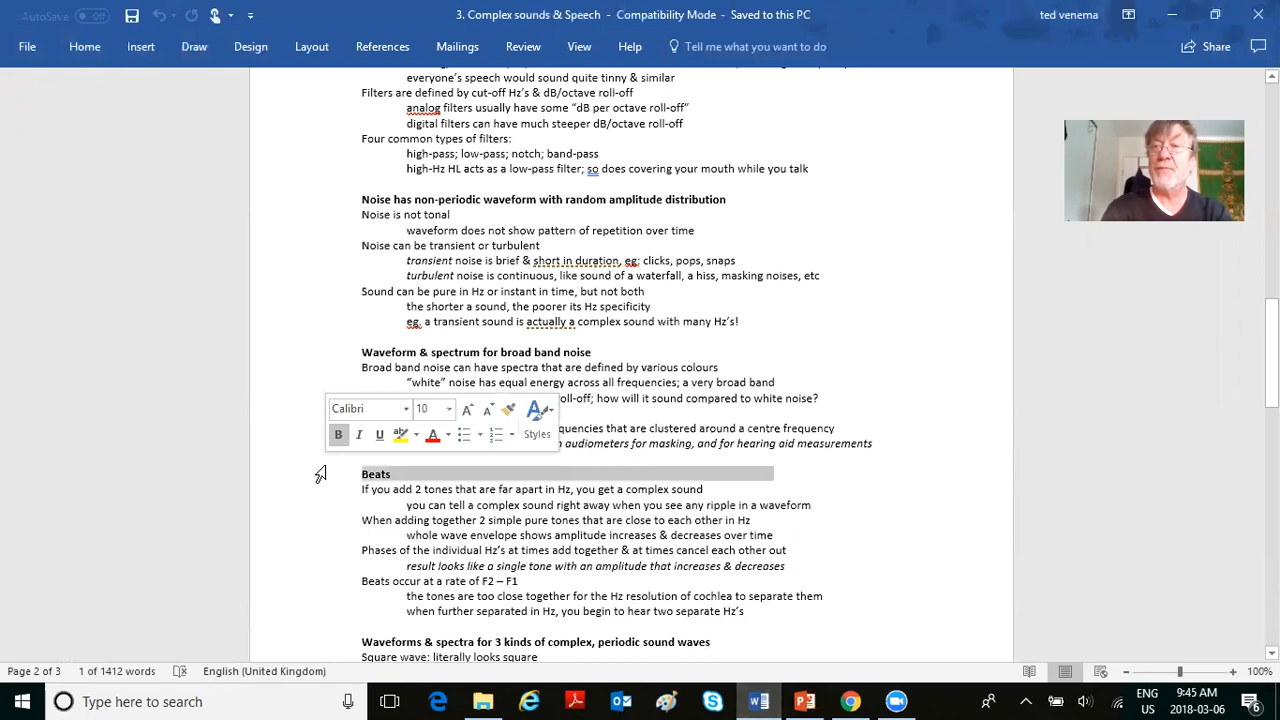 AutoSave
Off
3. Complex sounds & Speech - Compatibility Mode - Saved to this PC
ted venema
File
Home
Insert
Draw
Design
Layout
References
Mailings
Review
View
Help
Tell me what you want to do
Share
everyone's speech would sound quite tinny & similar
Filters are defined by cut-off Hz's & dB/octave roll-off
analog filters usually have some "dB per octave roll-off"
digital filters can have much steeper dB/octave roll-off
Four common types of filters:
high-pass; low-pass; notch; band-pass
high-Hz HL acts as a low-pass filter; so does covering your mouth while you talk
Noise has non-periodic waveform with random amplitude distribution
Noise is not tonal
waveform does not show pattern of repetition over time
Noise can be transient or turbulent
transient noise is brief & short in duration, eg: clicks, pops, snaps
turbulent noise is continuous, like sound of a waterfall, a hiss, masking noises, etc
Sound can be pure in Hz or instant in time, but not both
the shorter a sound, the poorer its Hz specificity
eg. a transient sound is actually a complex sound with many Hz's!
Waveform & spectrum for broad band noise
Broad band noise can have spectra that are defined by various colours
"white" noise has equal energy across all frequencies; a very broad band
roll-off; how will it sound compared to white noise?
Calibri
10
Styles
frequencies that are clustered around a centre frequency
audiometers for masking, and for hearing aid measurements
Beats
If you add 2 tones that are far apart in Hz, you get a complex sound
you can tell a complex sound right away when you see any ripple in a waveform
When adding together 2 simple pure tones that are close to each other in Hz
whole wave envelope shows amplitude increases & decreases over time
Phases of the individual Hz's at times add together & at times cancel each other out
result looks like a single tone with an amplitude that increases & decreases
Beats occur at a rate of F2 – F1
the tones are too close together for the Hz resolution of cochlea to separate them
when further separated in Hz, you begin to hear two separate Hz's
Waveforms & spectra for 3 kinds of complex, periodic sound waves
Square wave: literally looks square
Page 2 of 3
1 of 1412 words
English (United Kingdom)
100%
Type here to search
ENG
US
9:45 AM
2018-03-06
6